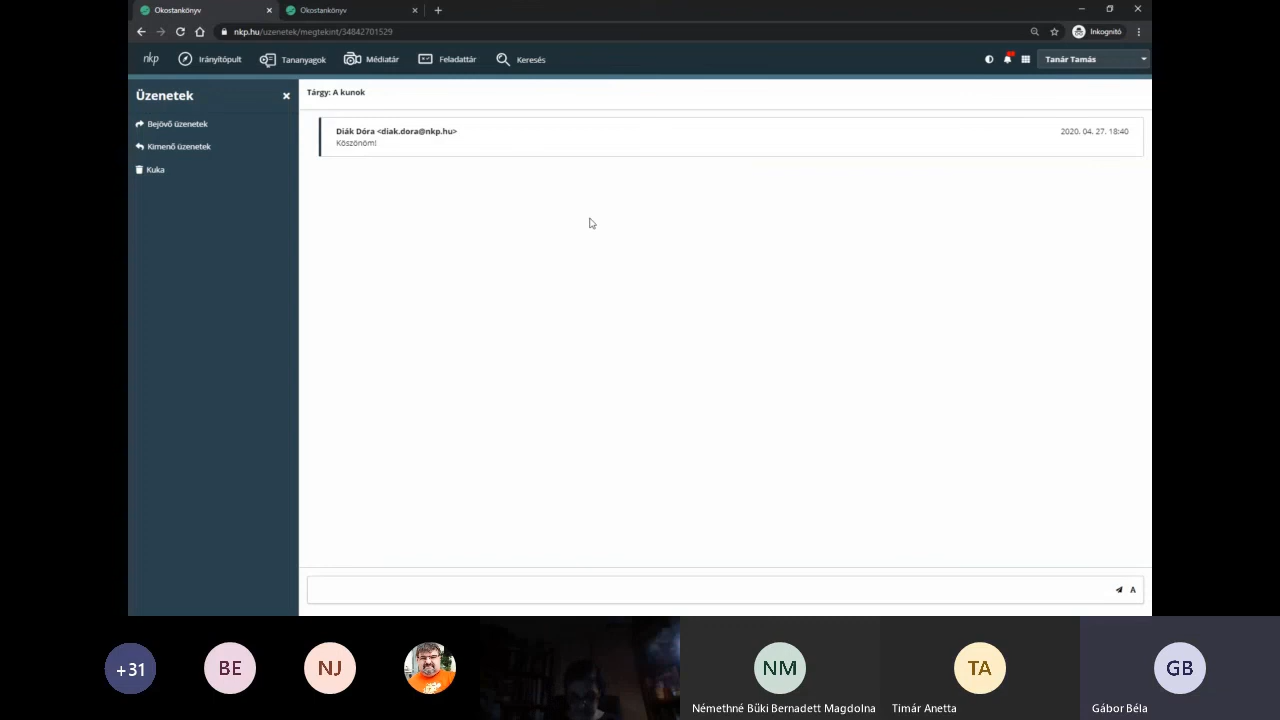 Okostankönyv
Okostankönyv
nkp.hu/uzenetek/megtekint/34842701529
Inkognitó
nkp
Irányítópult
Tananyagok
Médiatár
Feladattár
Keresés
Tanár Tamás
Üzenetek
Bejövő üzenetek
Kimenő üzenetek
Kuka
Tárgy: A kunok
Diák Dóra <diak.dora@nkp.hu>
2020. 04. 27. 18:40
Köszönöm!
A
+31
BE
NJ
NM
TA
GB
Némethné Būki Bernadett Magdolna
Timár Anetta
Gábor Béla